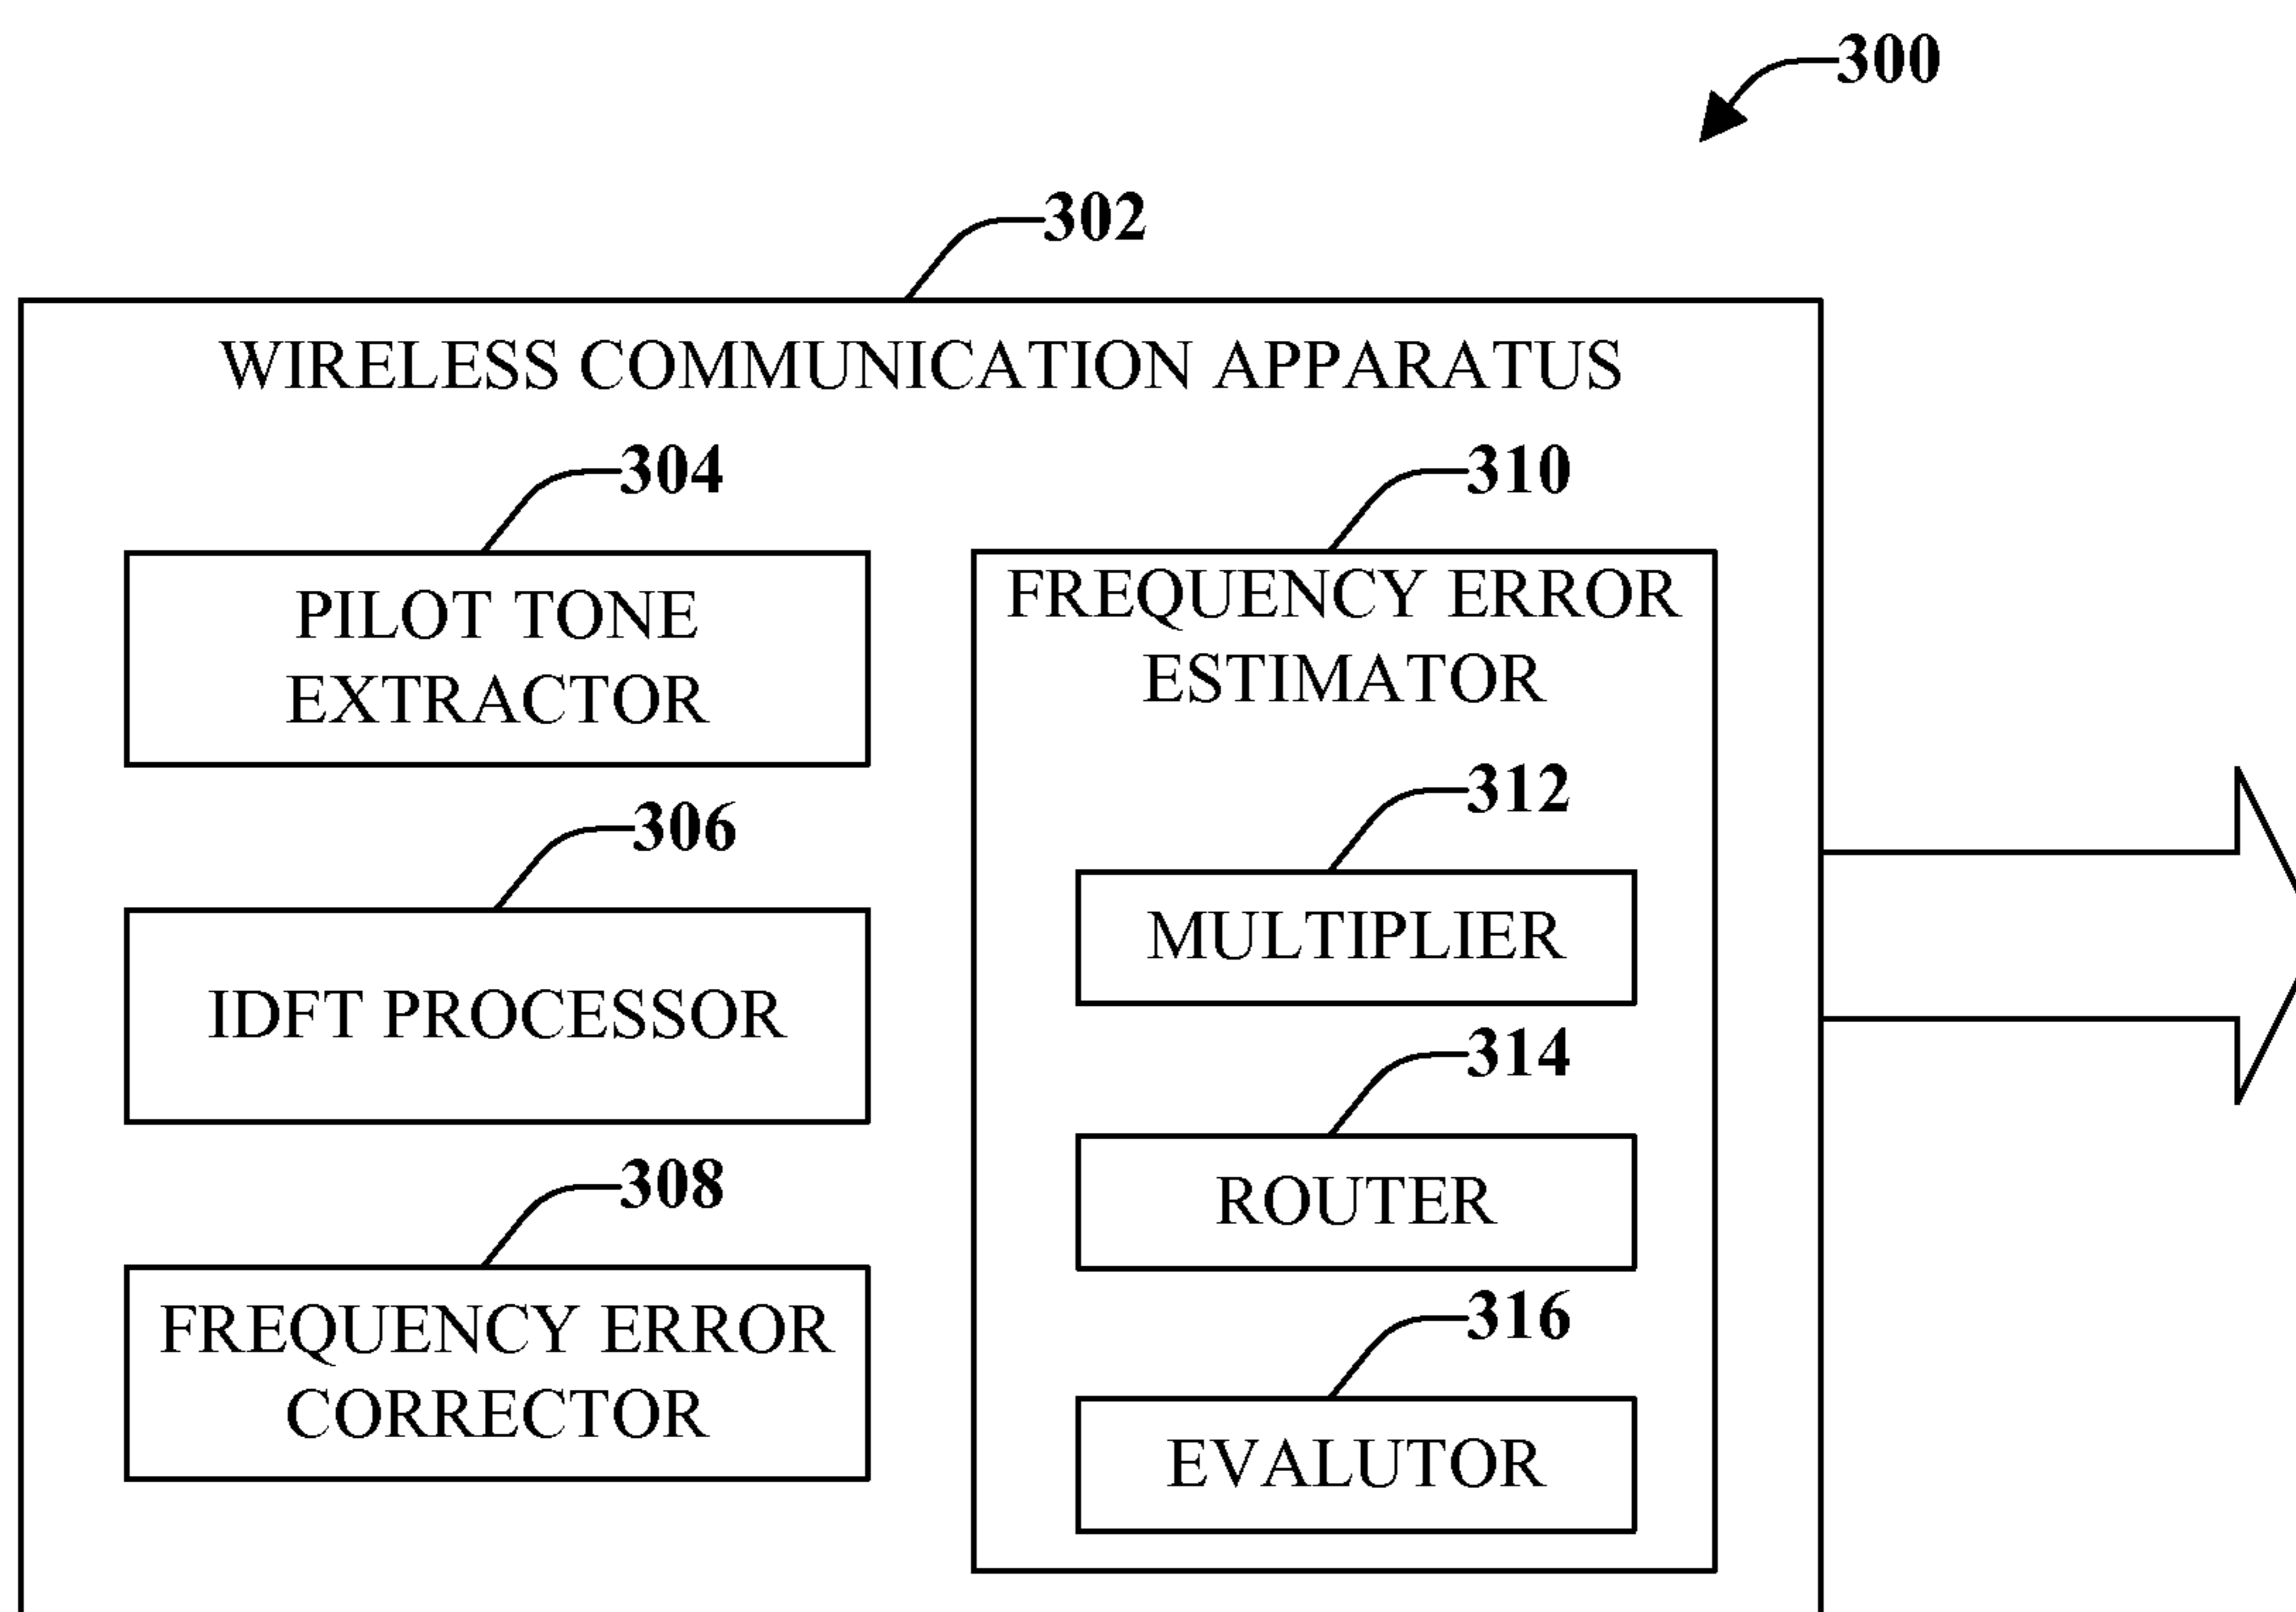 300
302
WIRELESS COMMUNICATION APPARATUS
304
PILOT TONE
EXTRACTOR
306
IDFT PROCESSOR
308
FREQUENCY ERROR
CORRECTOR
310
FREQUENCY ERROR
ESTIMATOR
312
MULTIPLIER
314
ROUTER
316
EVALUTOR